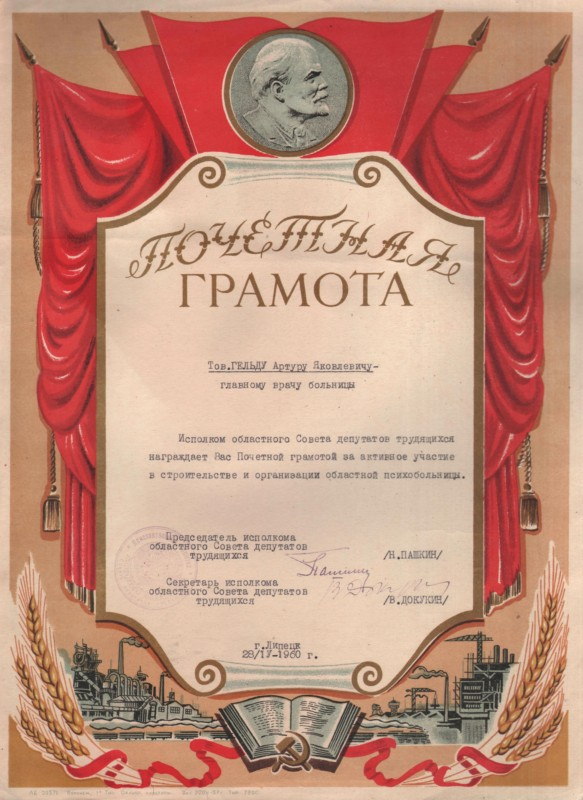 ПОЧЕТНАЯ
ГРАМОТА
Тов.ГЕЛЬДУ Артуру Яковлевичу-
главному врачу больницы
Исполком областного Совета депутатов трудящихся
награждает Вас Почетной грамотой за активное участие
в строительстве и организации областной психобольницы.
Председатель исполкома
областного Совета депутатов
трудящихся /Н.ПАШКИН/
Секретарь исполкома
областного Совета депутатов
трудящихся /В.ДОКУКИН/
г.Липецк
28/IУ-1960 г.